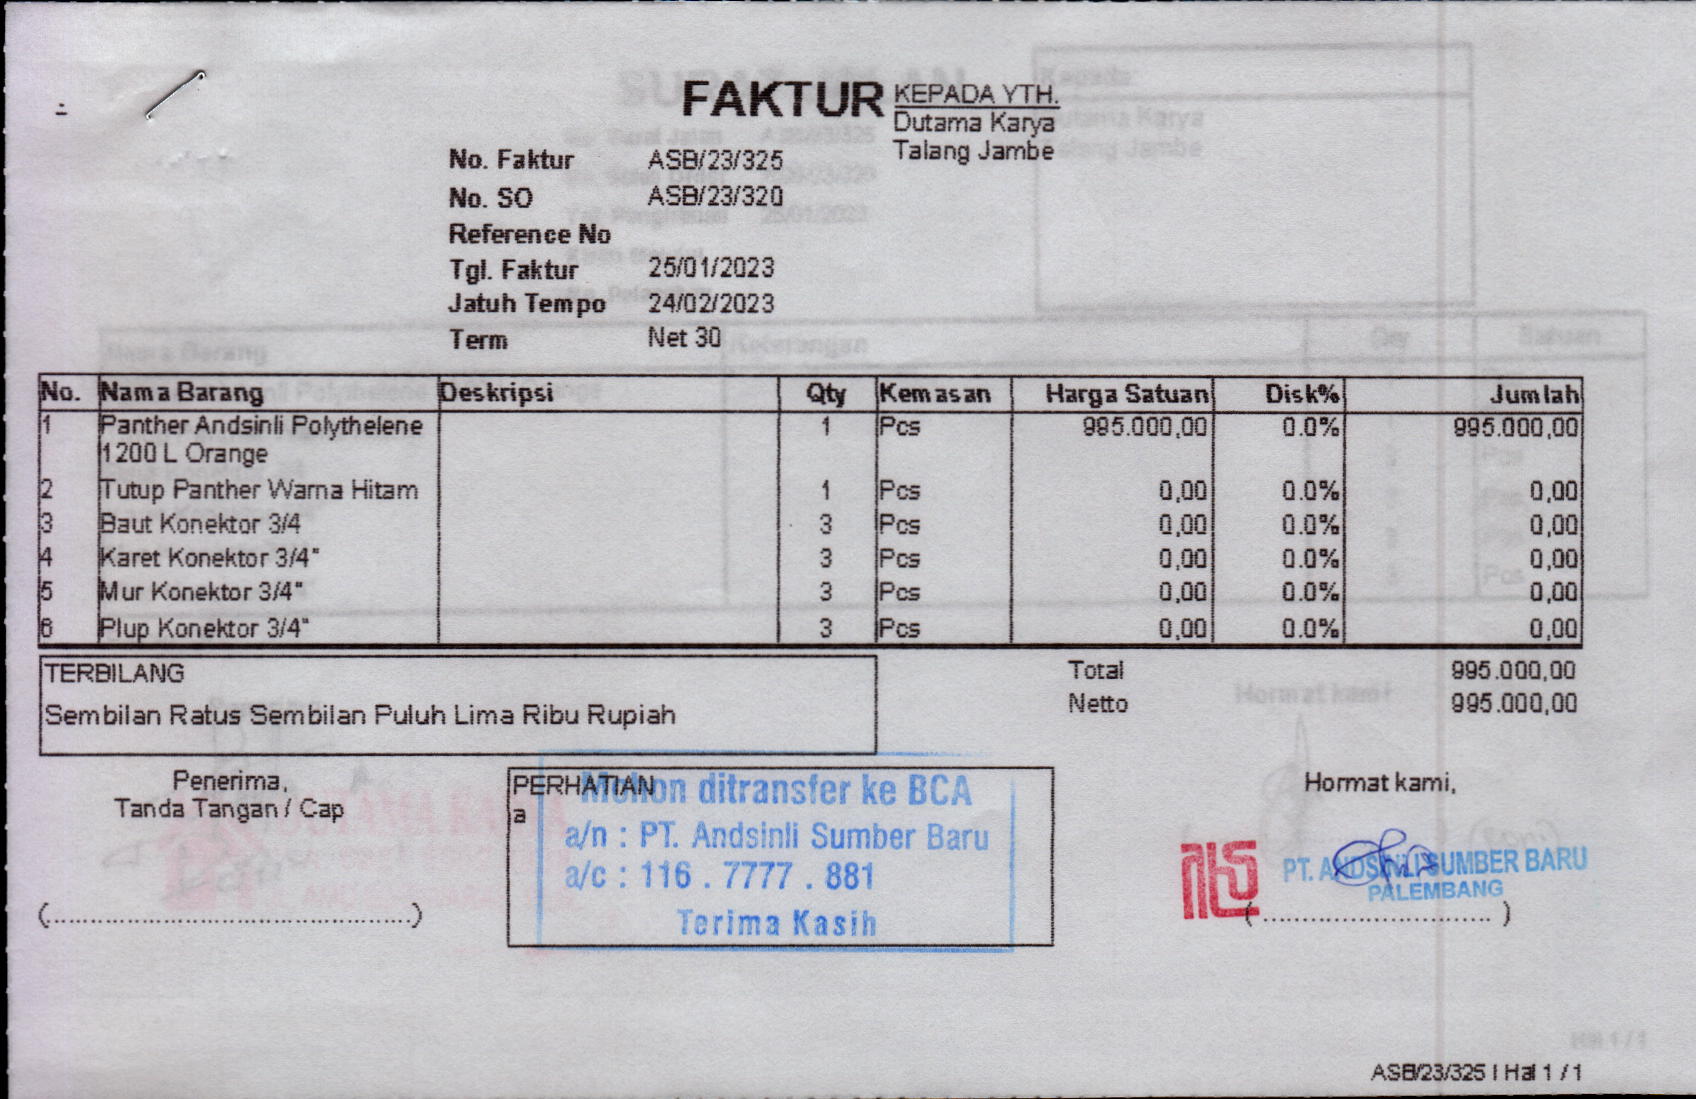 FAKTUR
KEPADA YTH.
Dutama Karya
Talang Jambe
No. Faktur ASB/23/325
No. SO ASB/23/320
Reference No
Tgl. Faktur 25/01/2023
Jatuh Tempo 24/02/2023
Term Net 30
No. Nama Barang Deskripsi Qty Kemasan Harga Satuan Disk% Jumlah
1 Panther Andsinli Polythelene 1 Pcs 995.000,00 0.0% 995.000,00
1200 L Orange
2 Tutup Panther Warna Hitam 1 Pcs 0,00 0.0% 0,00
3 Baut Konektor 3/4 3 Pcs 0,00 0.0% 0,00
4 Karet Konektor 3/4" 3 Pcs 0,00 0.0% 0,00
5 Mur Konektor 3/4" 3 Pcs 0,00 0.0% 0,00
6 Plup Konektor 3/4" 3 Pcs 0,00 0.0% 0,00
TERBILANG
Sembilan Ratus Sembilan Puluh Lima Ribu Rupiah
Total 995.000,00
Netto 995.000,00
Penerima,
Tanda Tangan / Cap
(..........................................)
PERHATIAN
a
Mohon ditransfer ke BCA
a/n : PT. Andsinli Sumber Baru
a/c : 116 . 7777 . 881
Terima Kasih
Hormat kami,
PT. ANDSINLI SUMBER BARU
PALEMBANG
(.............................)
ASB/23/325 | Hal 1 / 1